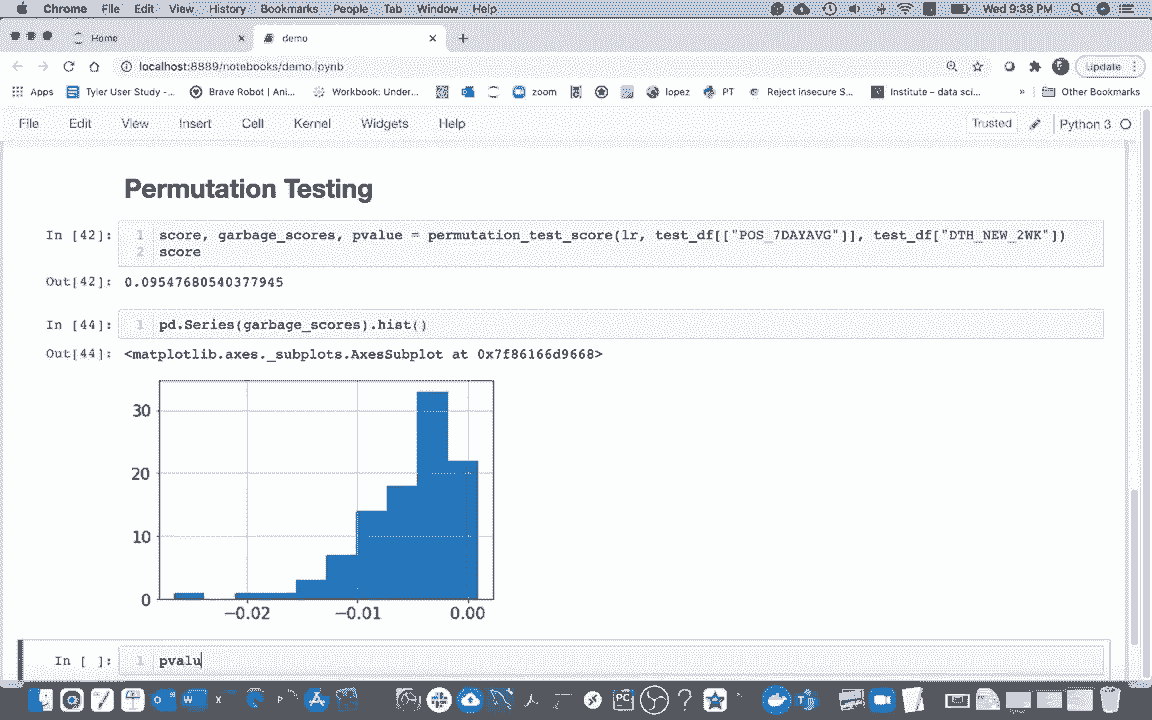 Chrome File Edit View History Bookmarks People Tab Window Help Wed 9:38 PM
Home demo
localhost:8889/notebooks/demo.ipynb Update
Apps Tyler User Study -... Brave Robot | Ani... Workbook: Under... zoom lopez PT Reject insecure S... Institute – data sci... » Other Bookmarks
File Edit View Insert Cell Kernel Widgets Help Trusted Python 3
Permutation Testing
In [42]: 1 score, garbage_scores, pvalue = permutation_test_score(lr, test_df[["POS_7DAYAVG"]], test_df["DTH_NEW_2WK"])
2 score
Out[42]: 0.09547680540377945
In [44]: 1 pd.Series(garbage_scores).hist()
Out[44]: <matplotlib.axes._subplots.AxesSubplot at 0x7f86166d9668>
30
20
10
0
−0.02 −0.01 0.00
In [ ]: 1 pvalu